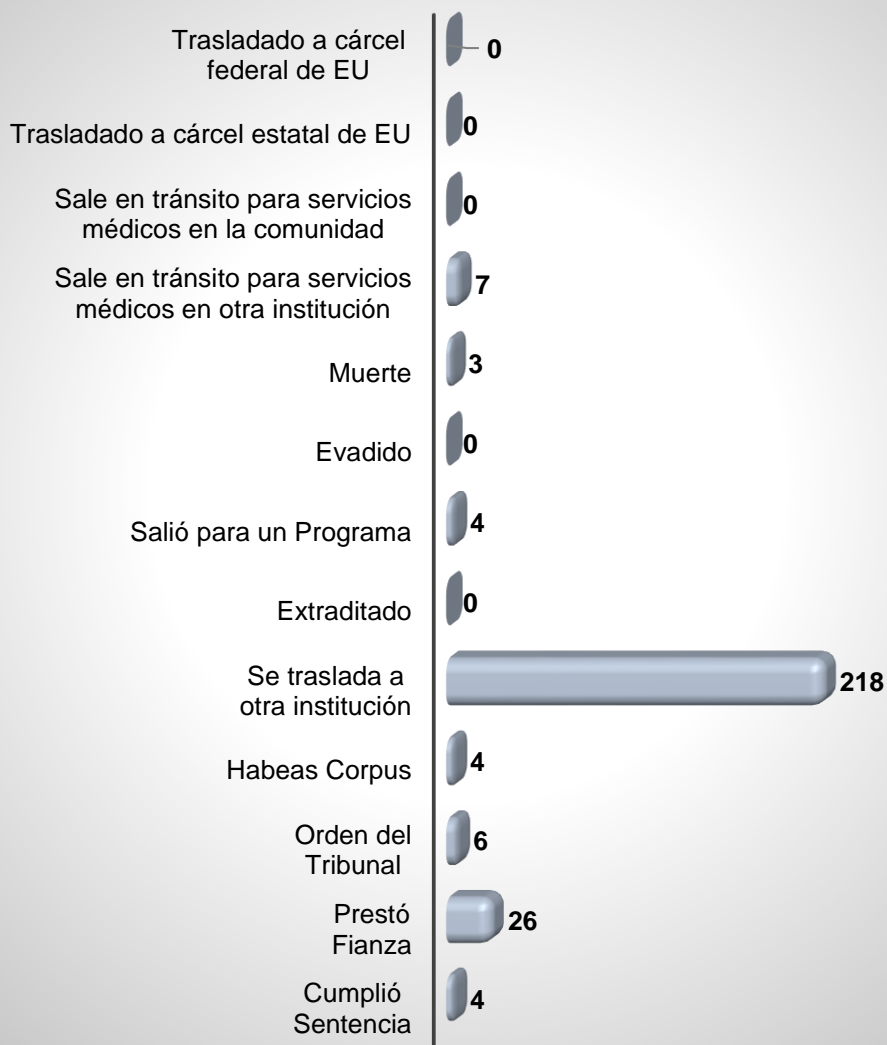 Trasladado a cárcel
federal de EU
0
Trasladado a cárcel estatal de EU
0
Sale en tránsito para servicios
médicos en la comunidad
0
Sale en tránsito para servicios
médicos en otra institución
7
Muerte
3
Evadido
0
Salió para un Programa
4
Extraditado
0
Se traslada a
otra institución
218
Habeas Corpus
4
Orden del
Tribunal
6
Prestó
Fianza
26
Cumplió
Sentencia
4